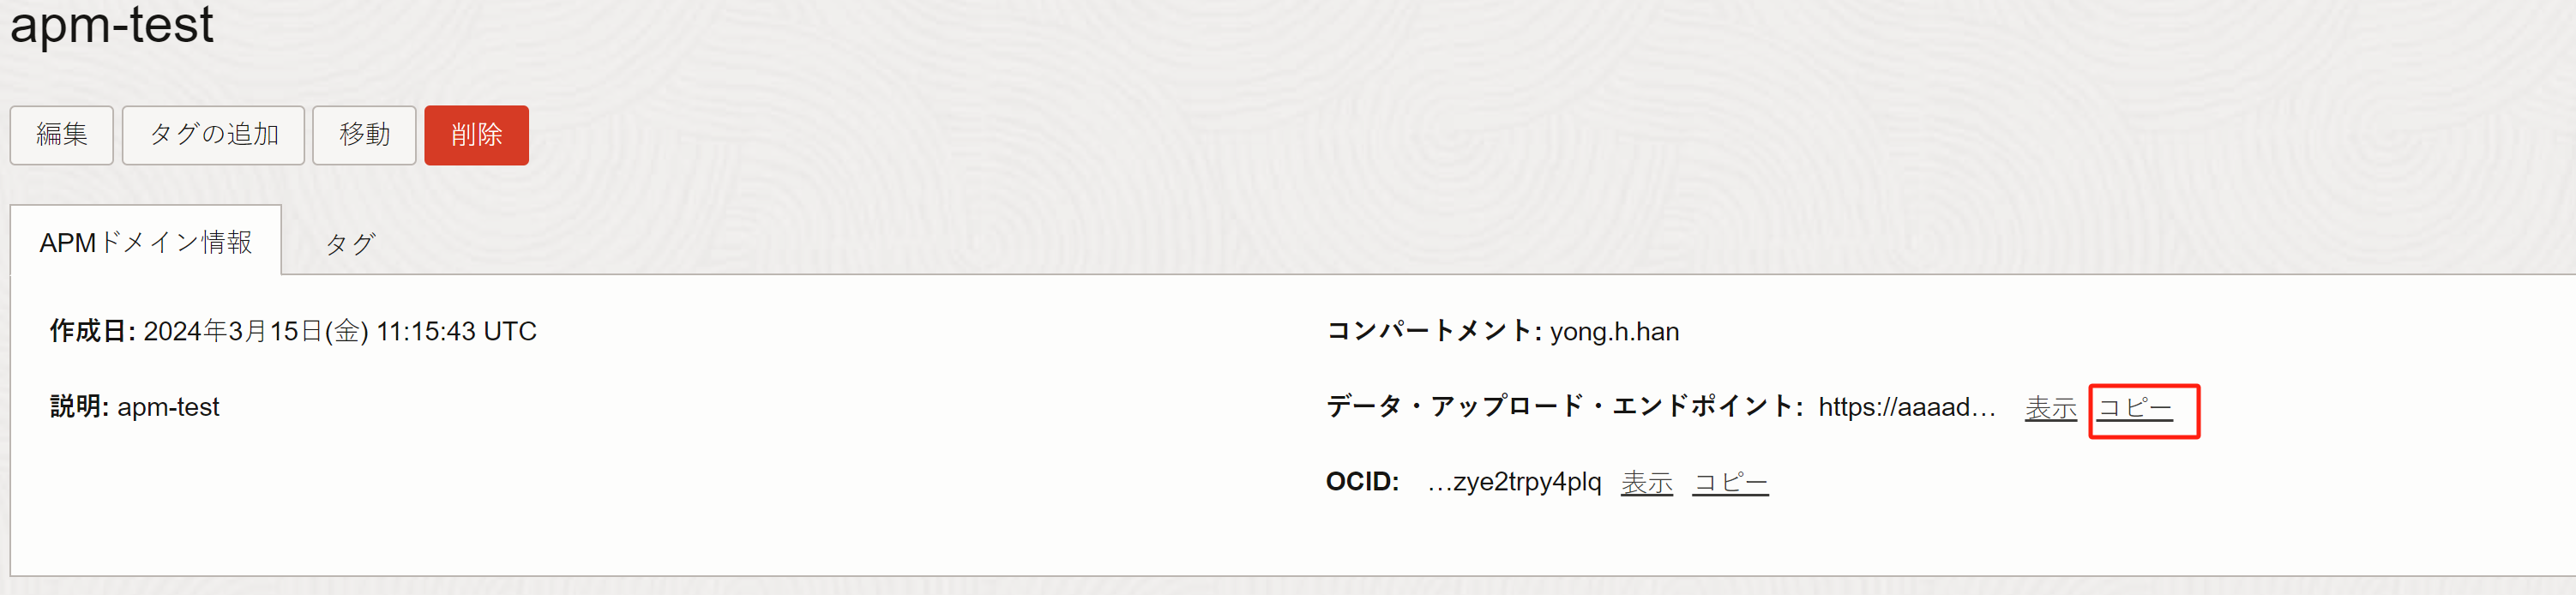 apm-test
編集 タグの追加 移動 削除
APMドメイン情報 タグ
作成日: 2024年3月15日(金) 11:15:43 UTC
説明: apm-test
コンパートメント: yong.h.han
データ・アップロード・エンドポイント: https://aaaad... 表示 コピー
OCID: ...zye2trpy4plq 表示 コピー